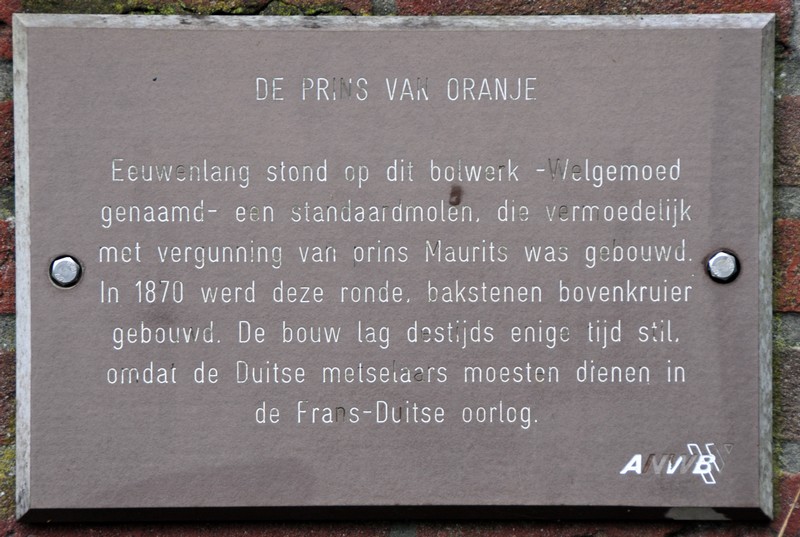 DE PRINS VAN ORANJE
Eeuwenlang stond op dit bolwerk -Welgemoed
genaamd- een standaardmolen, die vermoedelijk
met vergunning van prins Maurits was gebouwd.
In 1870 werd deze ronde, bakstenen bovenkruier
gebouwd. De bouw lag destijds enige tijd stil,
omdat de Duitse metselaars moesten dienen in
de Frans-Duitse oorlog.
ANWB